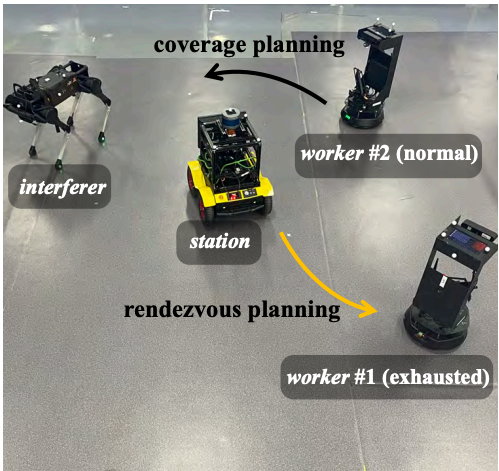 coverage planning
worker #2 (normal)
interferer
station
rendezvous planning
worker #1 (exhausted)